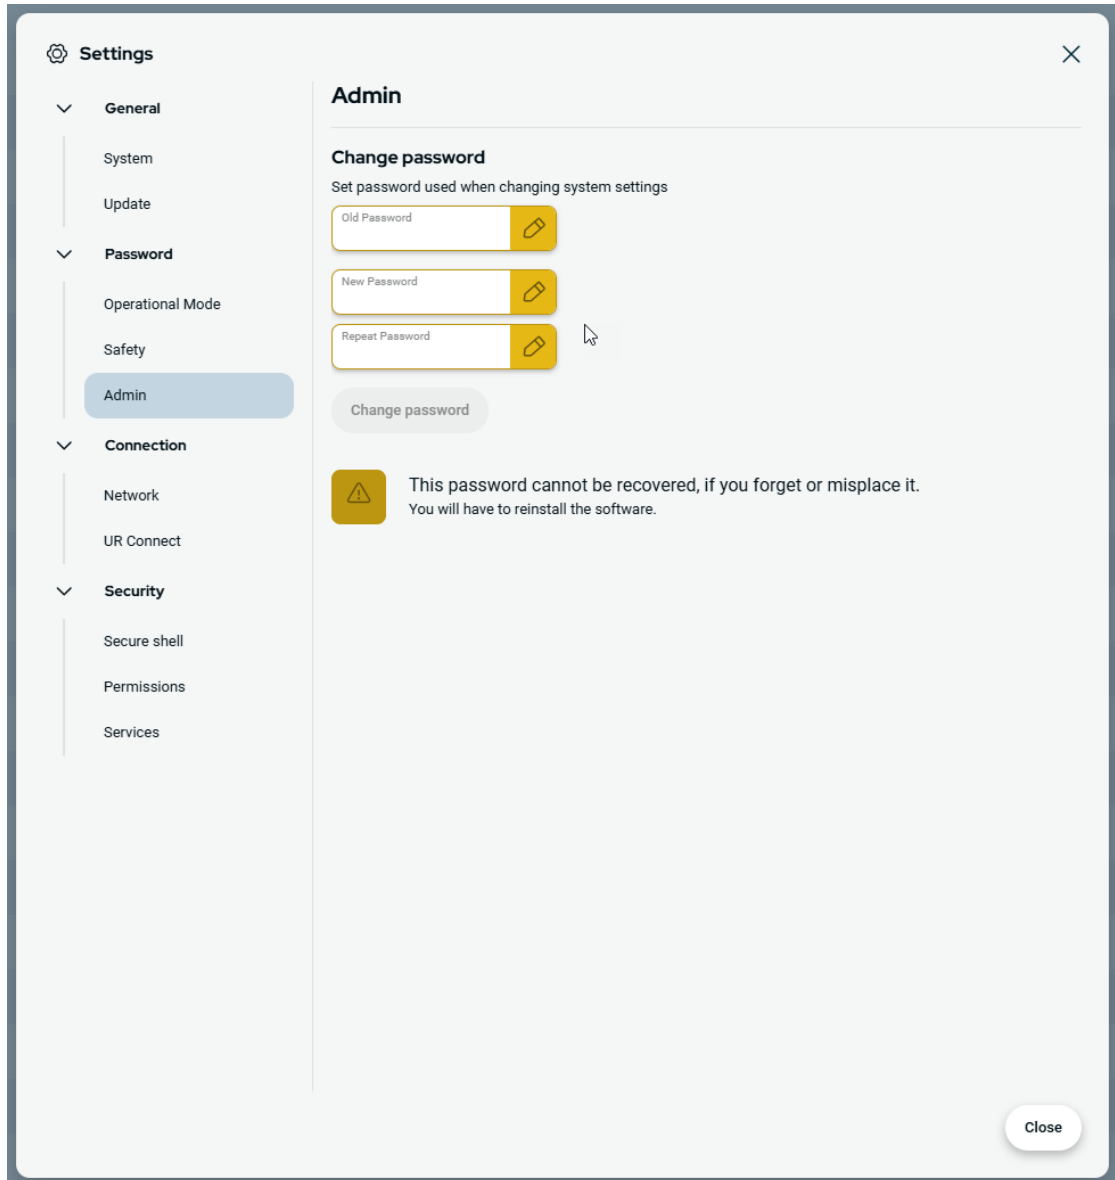 Settings
General
System
Update
Password
Operational Mode
Safety
Admin
Connection
Network
UR Connect
Security
Secure shell
Permissions
Services
Admin
Change password
Set password used when changing system settings
Old Password
New Password
Repeat Password
Change password
This password cannot be recovered, if you forget or misplace it.
You will have to reinstall the software.
Close